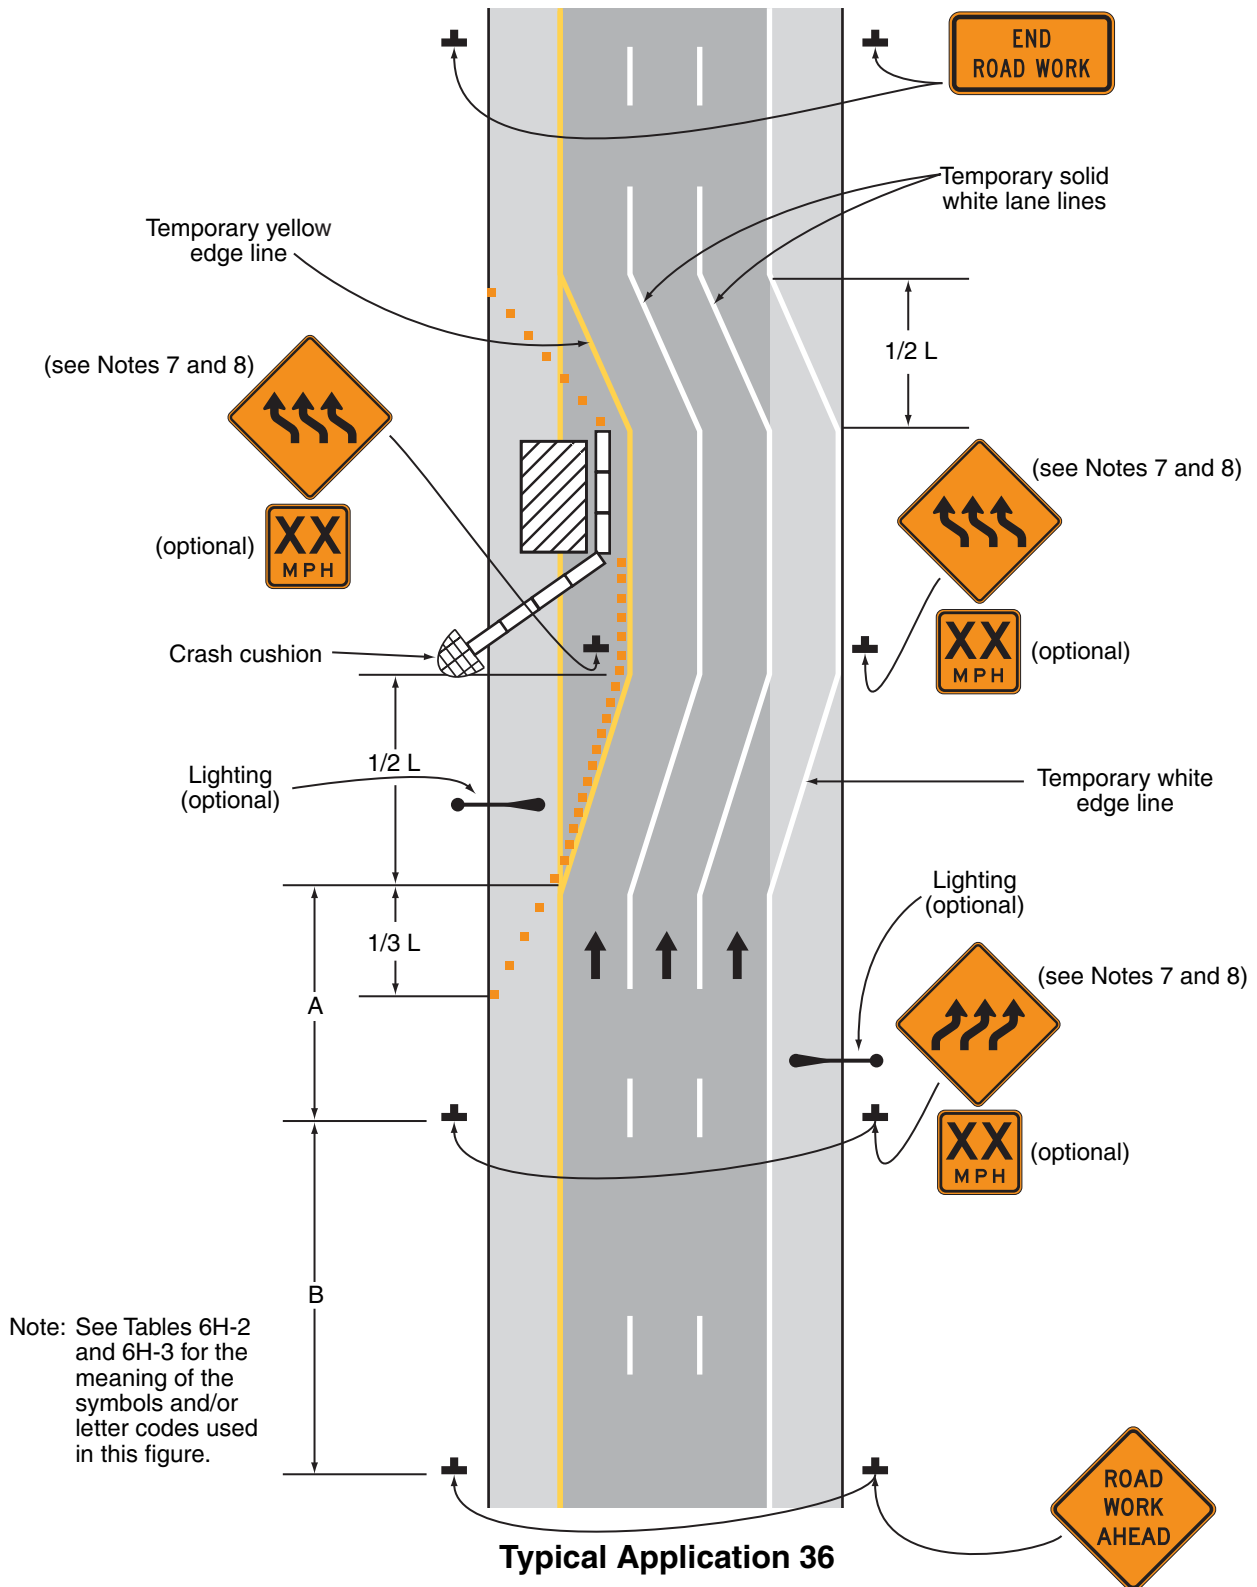 END
ROAD WORK
Temporary solid
white lane lines
Temporary yellow
edge line
1/2 L
(see Notes 7 and 8)
(see Notes 7 and 8)
XX
MPH
(optional)
XX
MPH
(optional)
Crash cushion
1/2 L
Lighting
(optional)
Temporary white
edge line
Lighting
(optional)
1/3 L
(see Notes 7 and 8)
A
XX
MPH
(optional)
B
Note: See Tables 6H-2
and 6H-3 for the
meaning of the
symbols and/or
letter codes used
in this figure.
ROAD
WORK
AHEAD
Typical Application 36